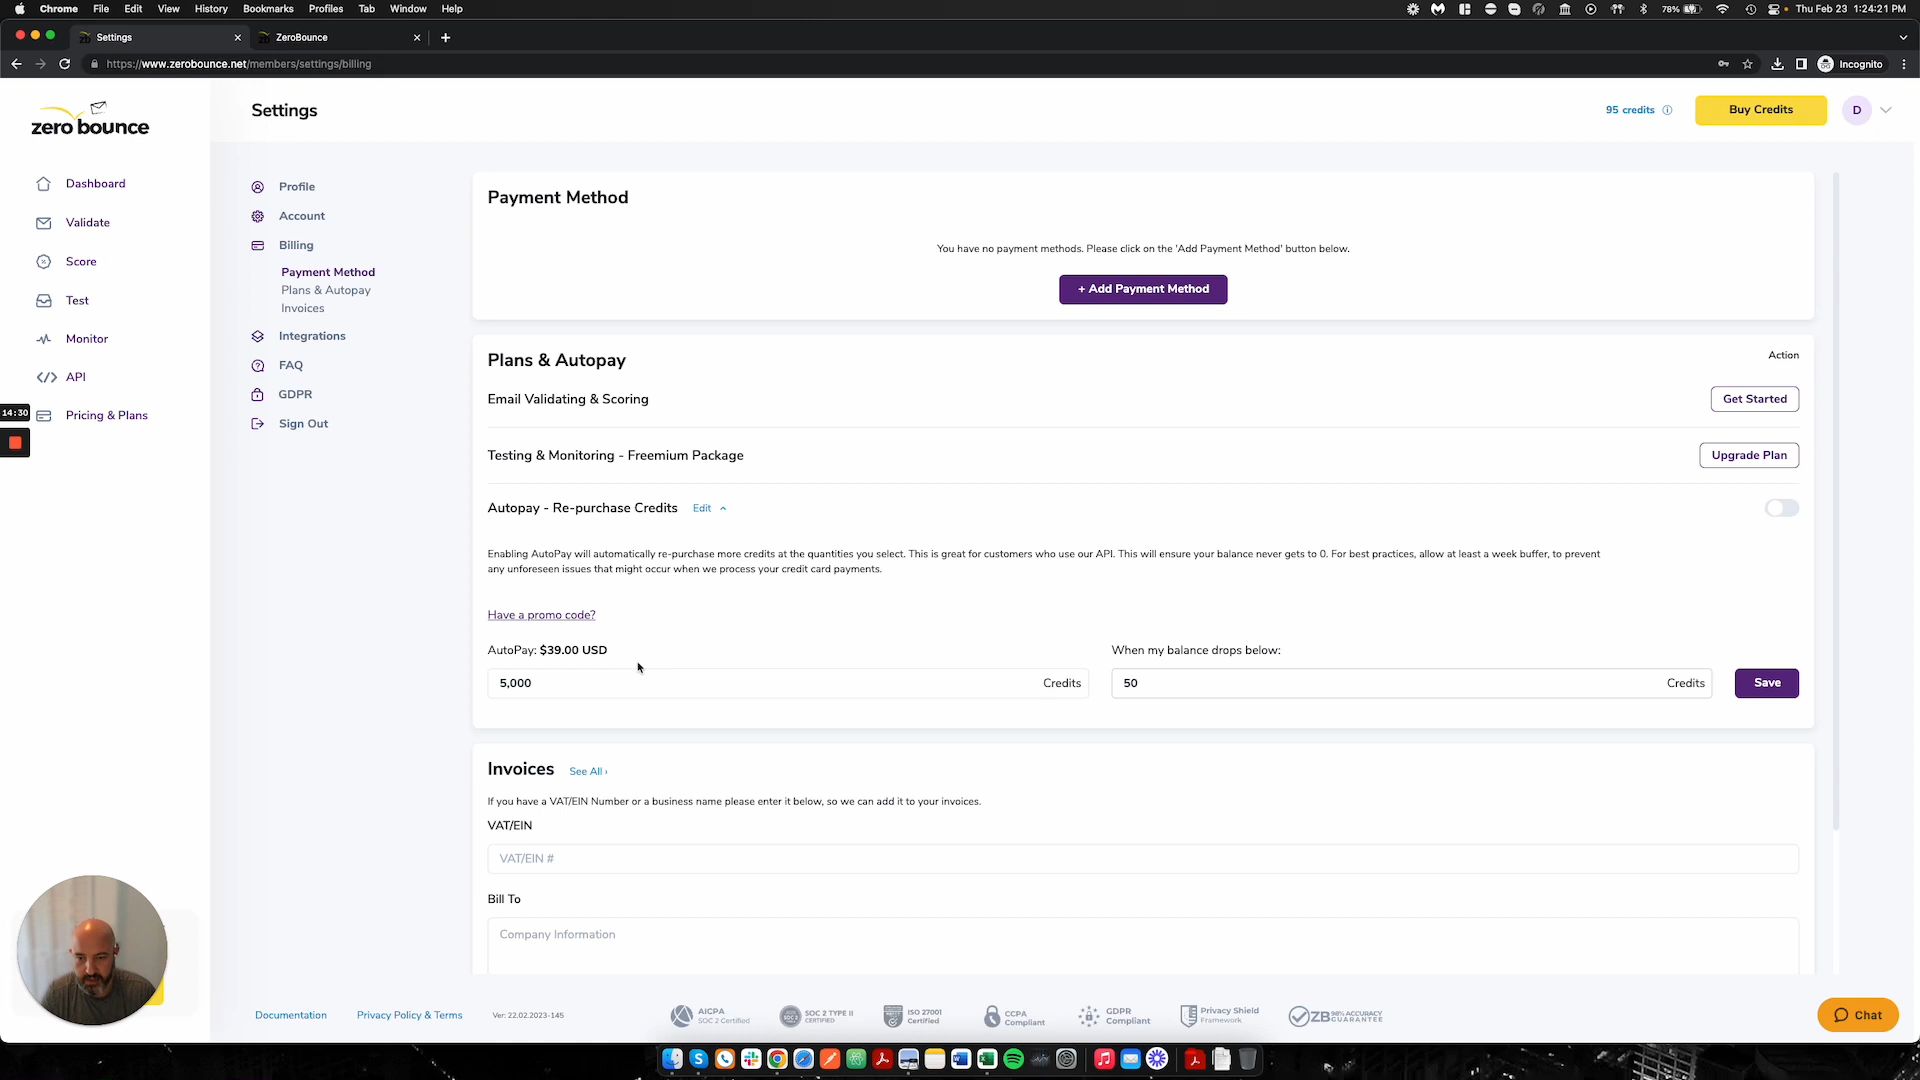 Chrome File Edit View History Bookmarks Profiles Tab Window Help
78%
Thu Feb 23 1:24:21 PM
Settings
ZeroBounce
https://www.zerobounce.net/members/settings/billing
Incognito
zero bounce
Settings
95 credits
Buy Credits
D
Dashboard
Validate
Score
Test
Monitor
API
Pricing & Plans
14:30
Profile
Account
Billing
Payment Method
Plans & Autopay
Invoices
Integrations
FAQ
GDPR
Sign Out
Payment Method
You have no payment methods. Please click on the 'Add Payment Method' button below.
+ Add Payment Method
Plans & Autopay
Action
Email Validating & Scoring
Get Started
Testing & Monitoring - Freemium Package
Upgrade Plan
Autopay - Re-purchase Credits Edit
Enabling AutoPay will automatically re-purchase more credits at the quantities you select. This is great for customers who use our API. This will ensure your balance never gets to 0. For best practices, allow at least a week buffer, to prevent
any unforeseen issues that might occur when we process your credit card payments.
Have a promo code?
AutoPay: $39.00 USD
When my balance drops below:
5,000 Credits
50 Credits
Save
Invoices See All ›
If you have a VAT/EIN Number or a business name please enter it below, so we can add it to your invoices.
VAT/EIN
VAT/EIN #
Bill To
Company Information
Documentation
Privacy Policy & Terms
Ver: 22.02.2023-145
AICPA
SOC 2 Certified
SOC 2 TYPE II
CERTIFIED
ISO 27001
Certified
CCPA
Compliant
GDPR
Compliant
Privacy Shield
Framework
ZB 98% ACCURACY
GUARANTEE
Chat